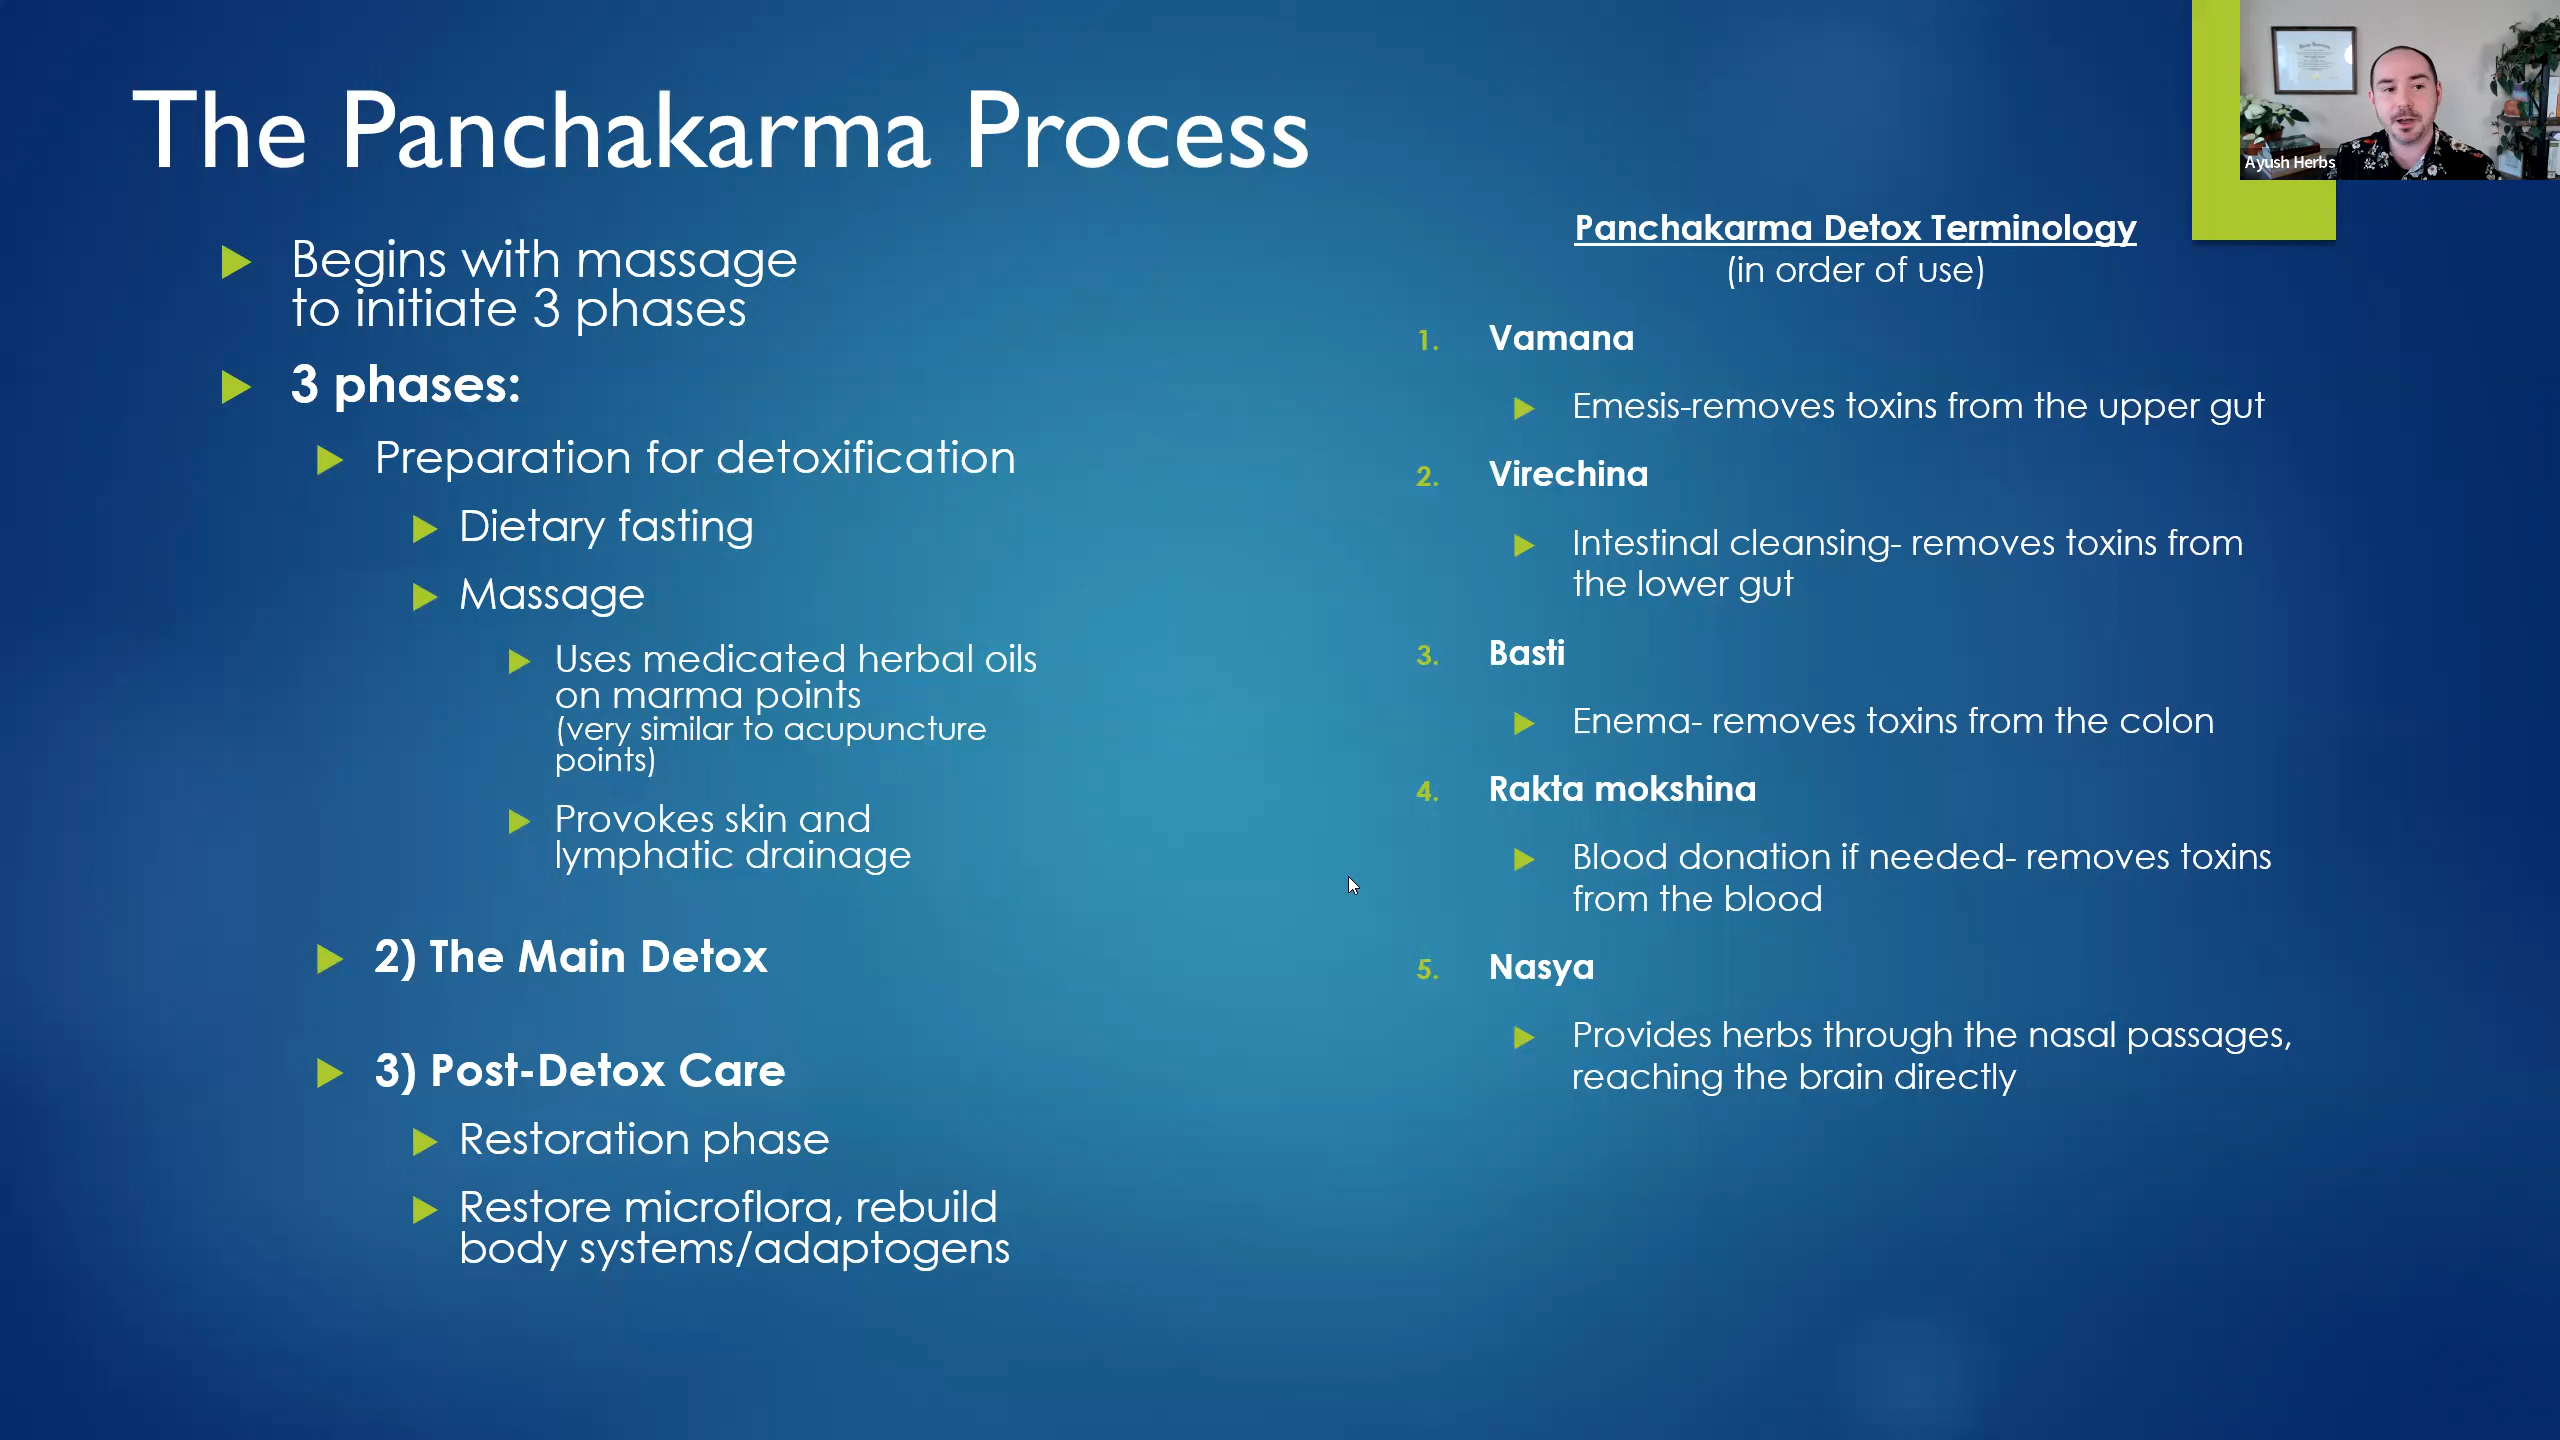 The Panchakarma Process
Begins with massage
to initiate 3 phases
3 phases:
Preparation for detoxification
Dietary fasting
Massage
Uses medicated herbal oils
on marma points
(very similar to acupuncture
points)
Provokes skin and
lymphatic drainage
2) The Main Detox
3) Post-Detox Care
Restoration phase
Restore microflora, rebuild
body systems/adaptogens
Panchakarma Detox Terminology
(in order of use)
1. Vamana
Emesis-removes toxins from the upper gut
2. Virechina
Intestinal cleansing- removes toxins from
the lower gut
3. Basti
Enema- removes toxins from the colon
4. Rakta mokshina
Blood donation if needed- removes toxins
from the blood
5. Nasya
Provides herbs through the nasal passages,
reaching the brain directly
Ayush Herbs